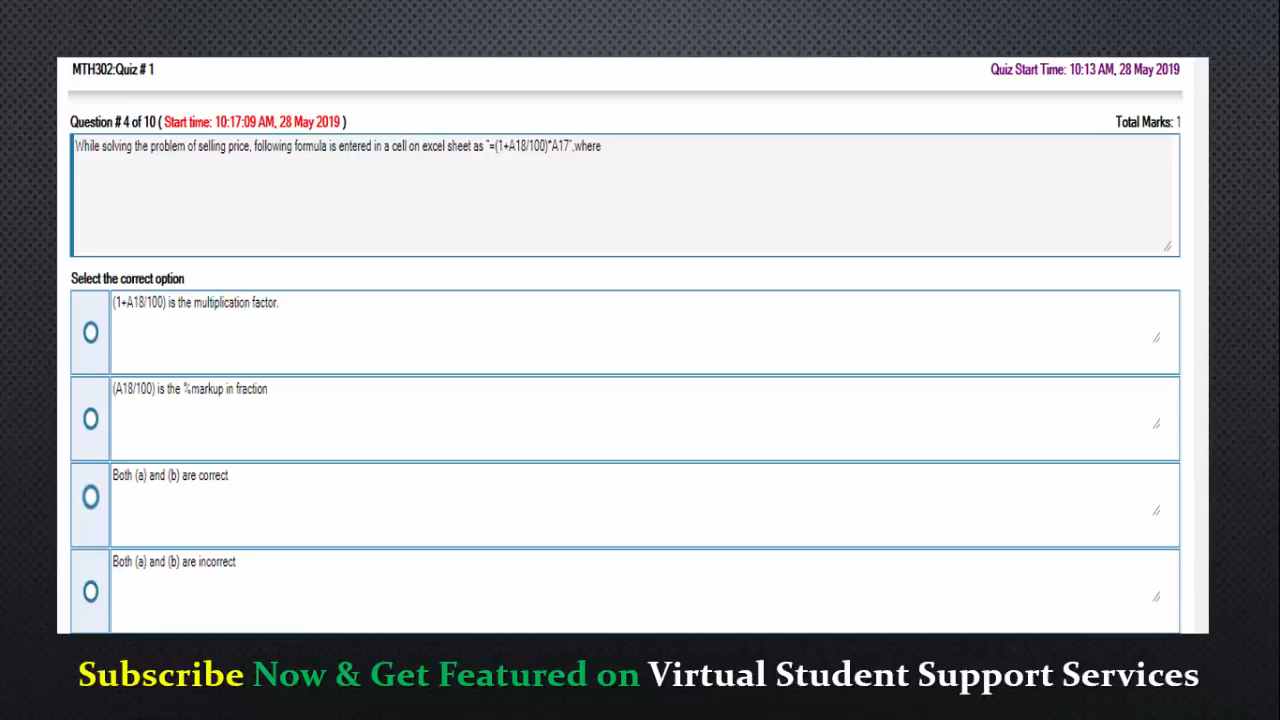 MTH302:Quiz # 1
Quiz Start Time: 10:13 AM, 28 May 2019
Question # 4 of 10 ( Start time: 10:17:09 AM, 28 May 2019 )
Total Marks: 1
While solving the problem of selling price, following formula is entered in a cell on excel sheet as "=(1+A18/100)*A17",where
Select the correct option
(1+A18/100) is the multiplication factor.
(A18/100) is the %markup in fraction
Both (a) and (b) are correct
Both (a) and (b) are incorrect
Subscribe Now & Get Featured on Virtual Student Support Services